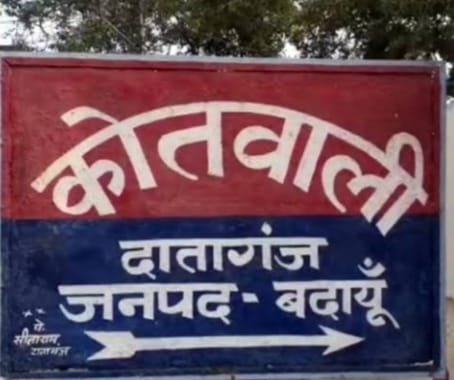 कोतवाली
दातागंज
जनपद - बदायूँ
पे.
सीताराम,